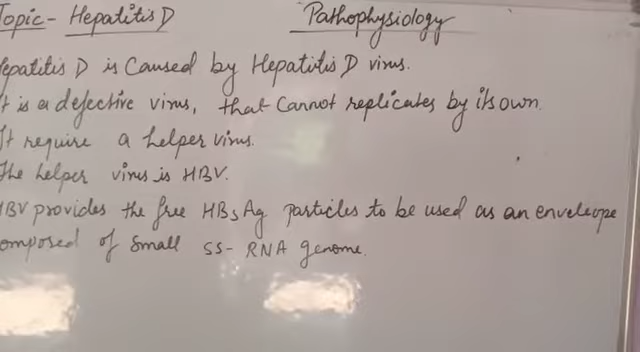 Topic - Hepatitis D Pathophysiology
Hepatitis D is Caused by Hepatitis D virus.
It is a defective virus, that Cannot replicates by its own.
It require a helper virus.
The helper virus is HBV.
HBV provides the free HBsAg particles to be used as an enveleope
composed of Small ss-RNA genome.